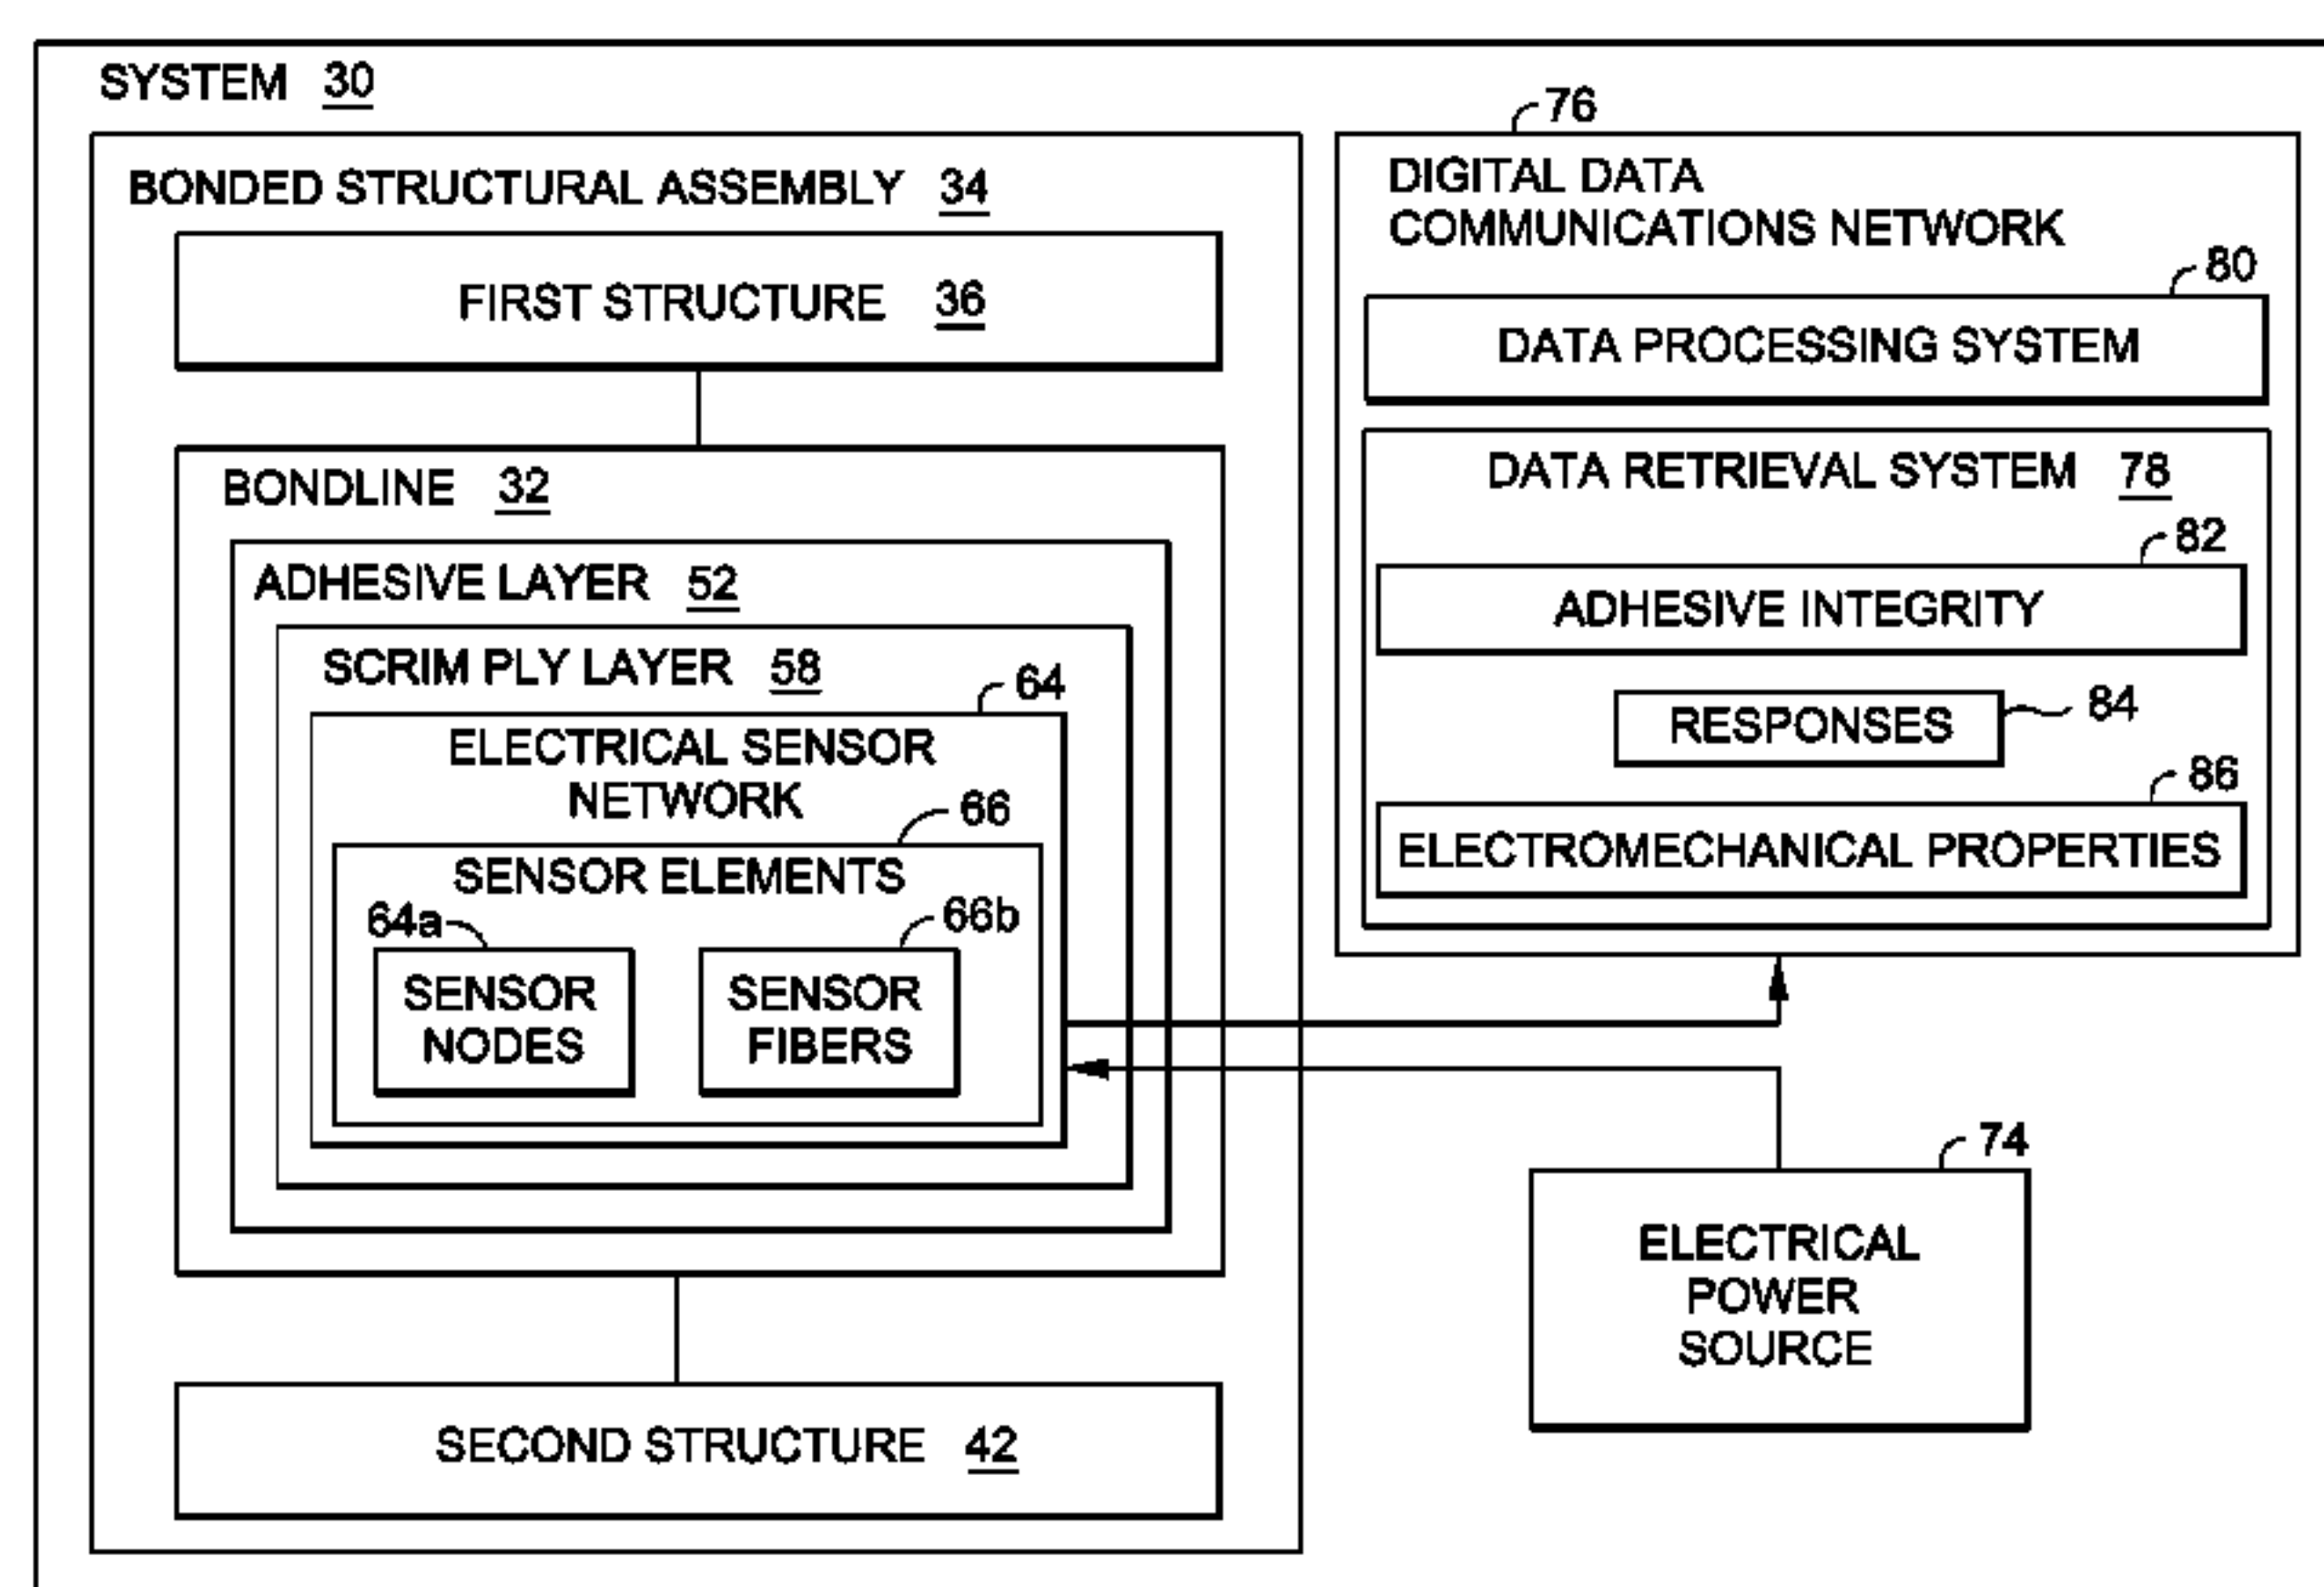 SYSTEM 30
BONDED STRUCTURAL ASSEMBLY 34
FIRST STRUCTURE 36
BONDLINE 32
ADHESIVE LAYER 52
SCRIM PLY LAYER 58
64
ELECTRICAL SENSOR
NETWORK
66
SENSOR ELEMENTS
64a
66b
SENSOR
NODES
SENSOR
FIBERS
SECOND STRUCTURE 42
76
DIGITAL DATA
COMMUNICATIONS NETWORK
80
DATA PROCESSING SYSTEM
DATA RETRIEVAL SYSTEM 78
82
ADHESIVE INTEGRITY
RESPONSES
84
86
ELECTROMECHANICAL PROPERTIES
74
ELECTRICAL
POWER
SOURCE